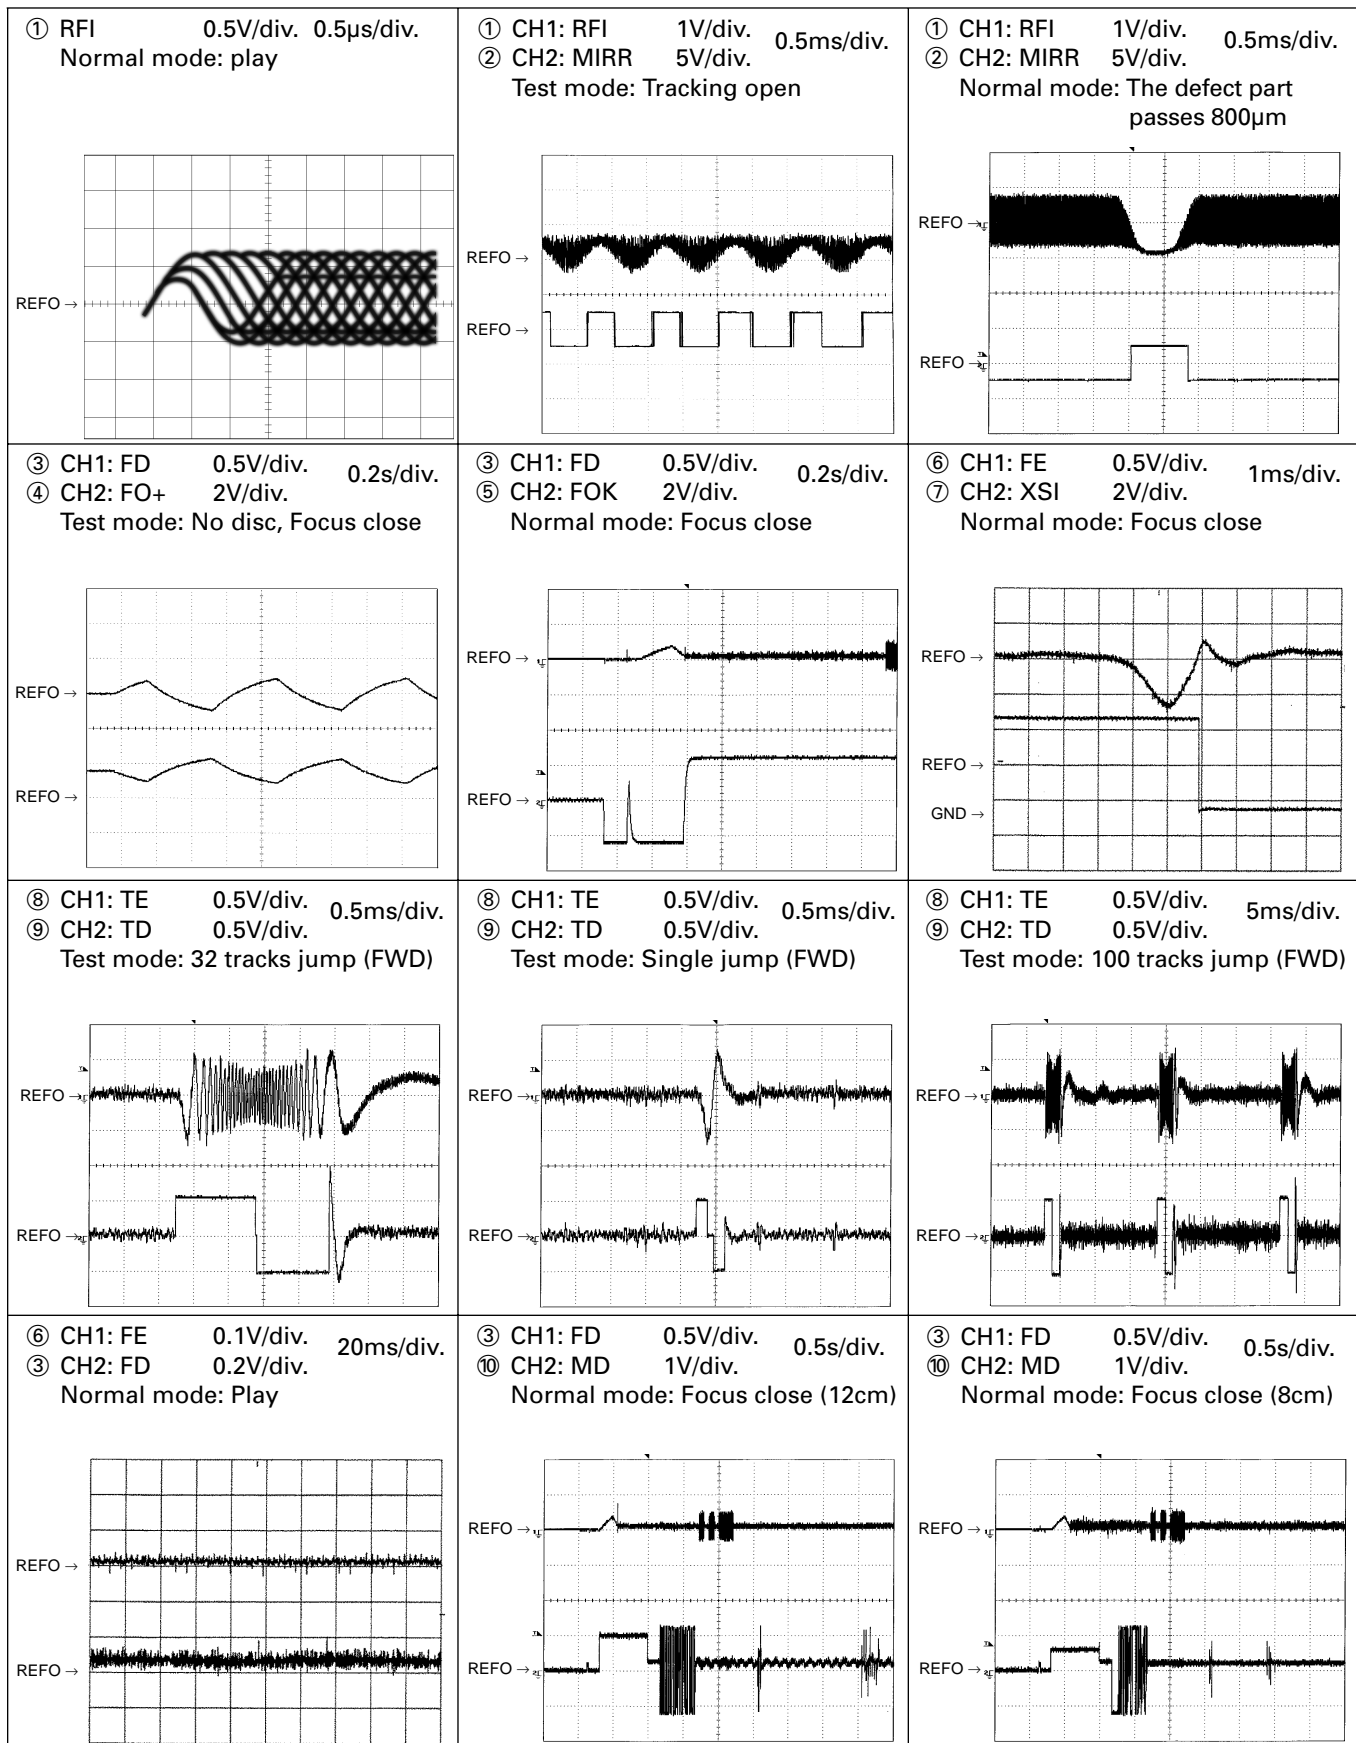 ① RFI 0.5V/div. 0.5µs/div.
Normal mode: play
REFO →
① CH1: RFI 1V/div. 0.5ms/div.
② CH2: MIRR 5V/div.
Test mode: Tracking open
REFO →
REFO →
① CH1: RFI 1V/div. 0.5ms/div.
② CH2: MIRR 5V/div.
Normal mode: The defect part
passes 800µm
REFO →
REFO →
③ CH1: FD 0.5V/div. 0.2s/div.
④ CH2: FO+ 2V/div.
Test mode: No disc, Focus close
REFO →
REFO →
③ CH1: FD 0.5V/div. 0.2s/div.
⑤ CH2: FOK 2V/div.
Normal mode: Focus close
REFO →
REFO →
⑥ CH1: FE 0.5V/div. 1ms/div.
⑦ CH2: XSI 2V/div.
Normal mode: Focus close
REFO →
REFO →
GND →
⑧ CH1: TE 0.5V/div. 0.5ms/div.
⑨ CH2: TD 0.5V/div.
Test mode: 32 tracks jump (FWD)
REFO →
REFO →
⑧ CH1: TE 0.5V/div. 0.5ms/div.
⑨ CH2: TD 0.5V/div.
Test mode: Single jump (FWD)
REFO →
REFO →
⑧ CH1: TE 0.5V/div. 5ms/div.
⑨ CH2: TD 0.5V/div.
Test mode: 100 tracks jump (FWD)
REFO →
REFO →
⑥ CH1: FE 0.1V/div. 20ms/div.
③ CH2: FD 0.2V/div.
Normal mode: Play
REFO →
REFO →
③ CH1: FD 0.5V/div. 0.5s/div.
⑩ CH2: MD 1V/div.
Normal mode: Focus close (12cm)
REFO →
REFO →
③ CH1: FD 0.5V/div. 0.5s/div.
⑩ CH2: MD 1V/div.
Normal mode: Focus close (8cm)
REFO →
REFO →